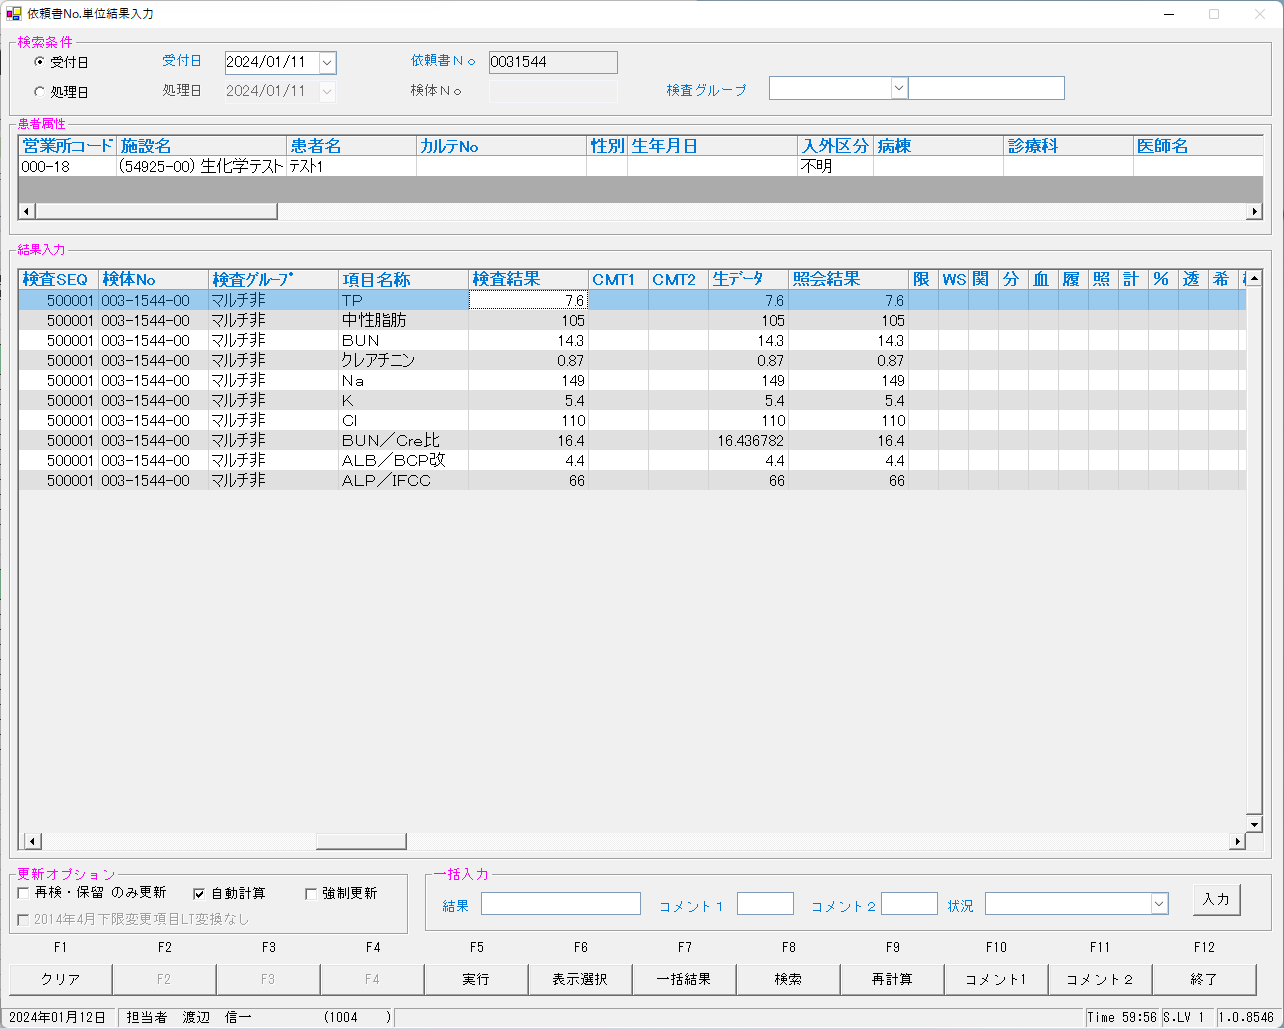 依頼書No.単位結果入力
検索条件
受付日 受付日 2024/01/11 依頼書No 0031544
処理日 処理日 2024/01/11 検体No 検査グループ
患者属性
営業所コード 施設名 患者名 カルテNo 性別 生年月日 入外区分 病棟 診療科 医師名
000-18 (54925-00) 生化学テスト テスト1 不明
結果入力
検査SEQ 検体No 検査グループ 項目名称 検査結果 CMT1 CMT2 生データ 照会結果 限 WS 関 分 血 履 照 計 % 透 希
500001 003-1544-00 マルチ非 TP 7.6 7.6 7.6
500001 003-1544-00 マルチ非 中性脂肪 105 105 105
500001 003-1544-00 マルチ非 BUN 14.3 14.3 14.3
500001 003-1544-00 マルチ非 クレアチニン 0.87 0.87 0.87
500001 003-1544-00 マルチ非 Na 149 149 149
500001 003-1544-00 マルチ非 K 5.4 5.4 5.4
500001 003-1544-00 マルチ非 Cl 110 110 110
500001 003-1544-00 マルチ非 BUN/Cre比 16.4 16.436782 16.4
500001 003-1544-00 マルチ非 ALB/BCP改 4.4 4.4 4.4
500001 003-1544-00 マルチ非 ALP/IFCC 66 66 66
更新オプション
再検・保留 のみ更新 自動計算 強制更新
2014年4月下限変更項目LT変換なし
一括入力
結果 コメント1 コメント2 状況 入力
F1 F2 F3 F4 F5 F6 F7 F8 F9 F10 F11 F12
クリア F2 F3 F4 実行 表示選択 一括結果 検索 再計算 コメント1 コメント2 終了
2024年01月12日 担当者 渡辺 信一 (1004 ) Time 59:56 S.LV 1 1.0.8546